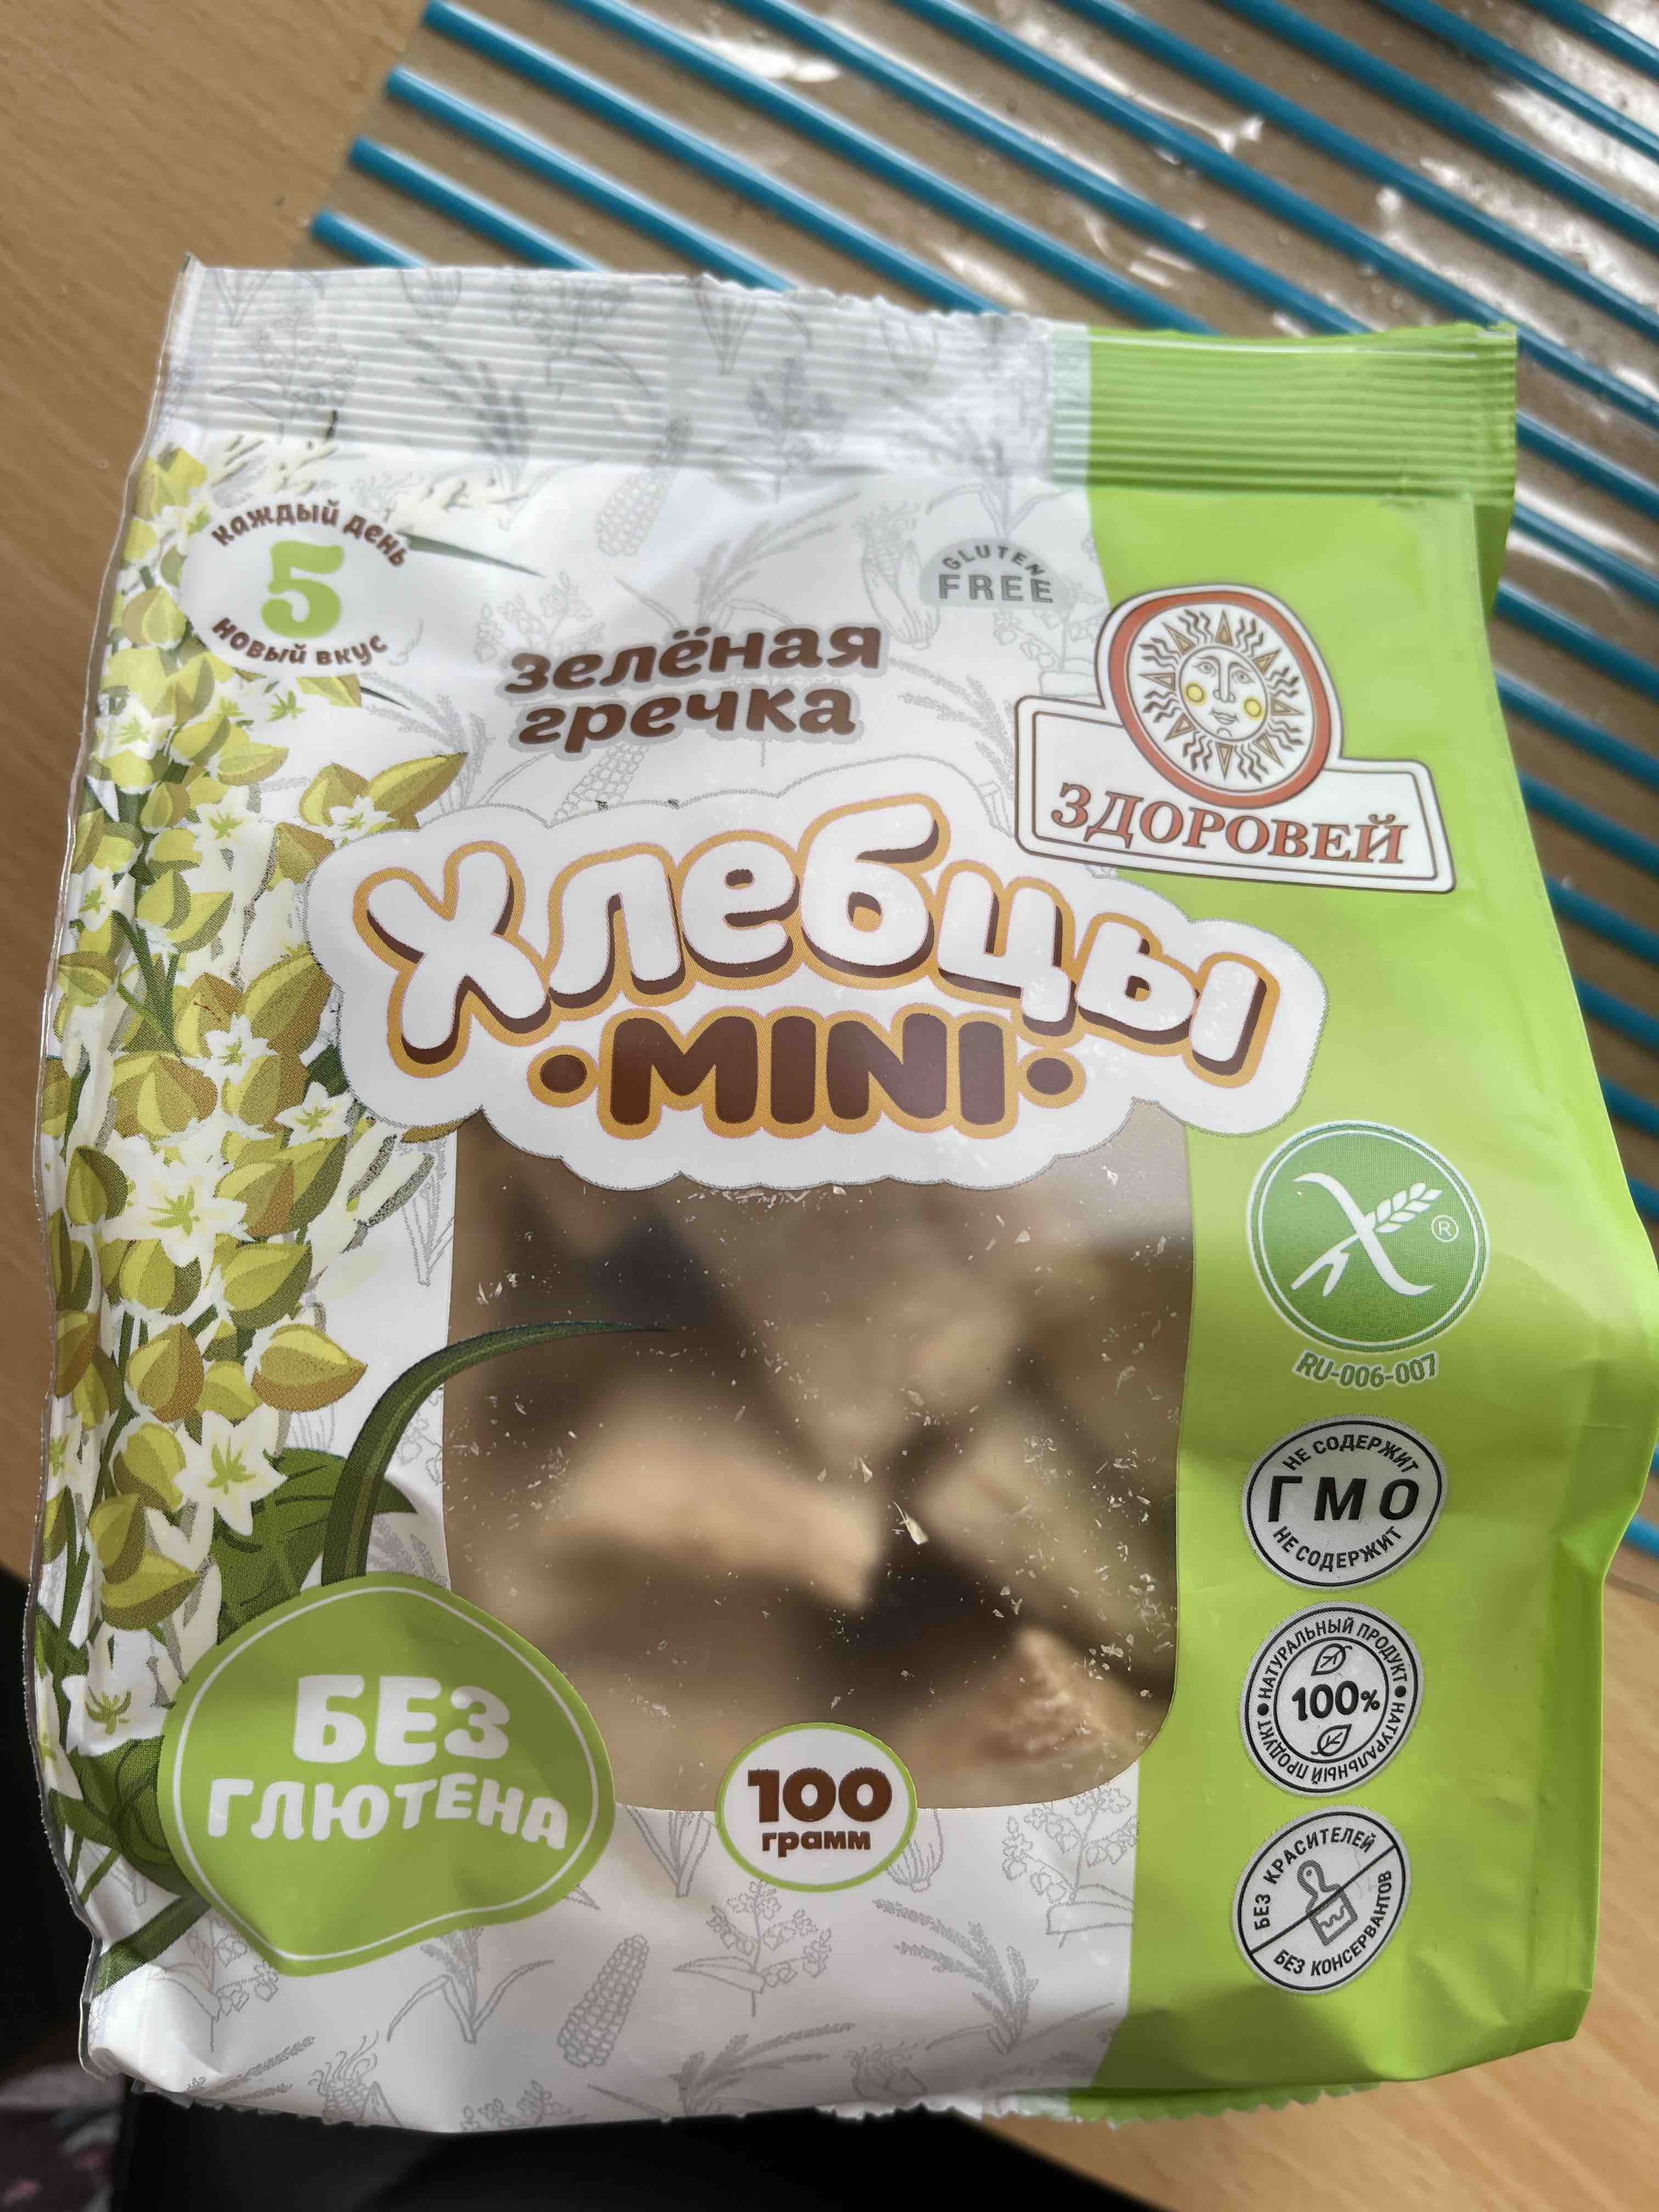 каждый день
5
новый вкус
GLUTEN
FREE
зелёная
гречка
ЗДОРОВЕЙ
Хлебцы
•MINI•
®
RU-006-007
НЕ СОДЕРЖИТ
ГМО
НЕ СОДЕРЖИТ
НАТУРАЛЬНЫЙ ПРОДУКТ • НАТУРАЛЬНЫЙ ПРОДУКТ •
100%
БЕЗ КРАСИТЕЛЕЙ
БЕЗ КОНСЕРВАНТОВ
БЕЗ
ГЛЮТЕНА
100
грамм